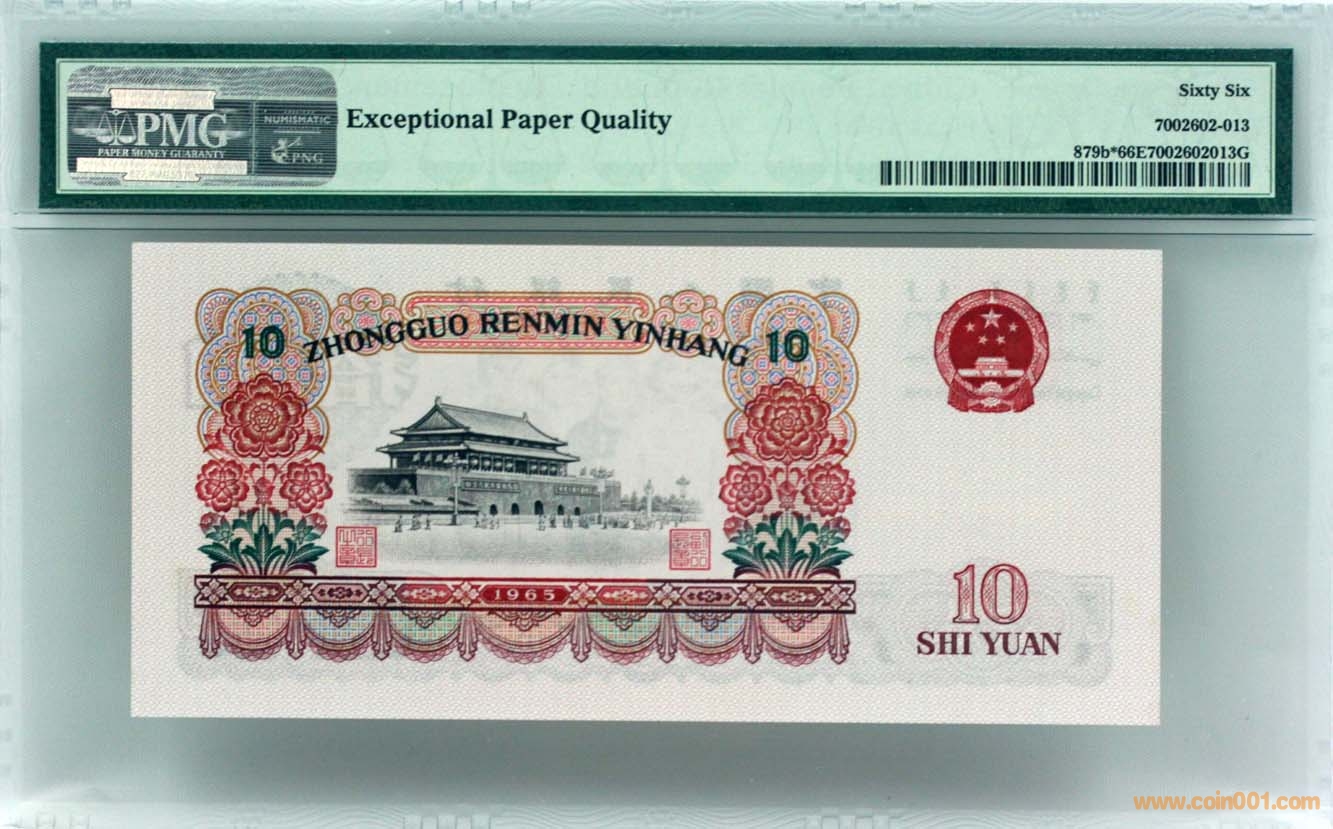 PMG
PAPER MONEY GUARANTY
NUMISMATIC
PNG
Exceptional Paper Quality
Sixty Six
7002602-013
879b*66E7002602013G
10
ZHONGGUO RENMIN YINHANG
10
1965
10
SHI YUAN
www.coin001.com